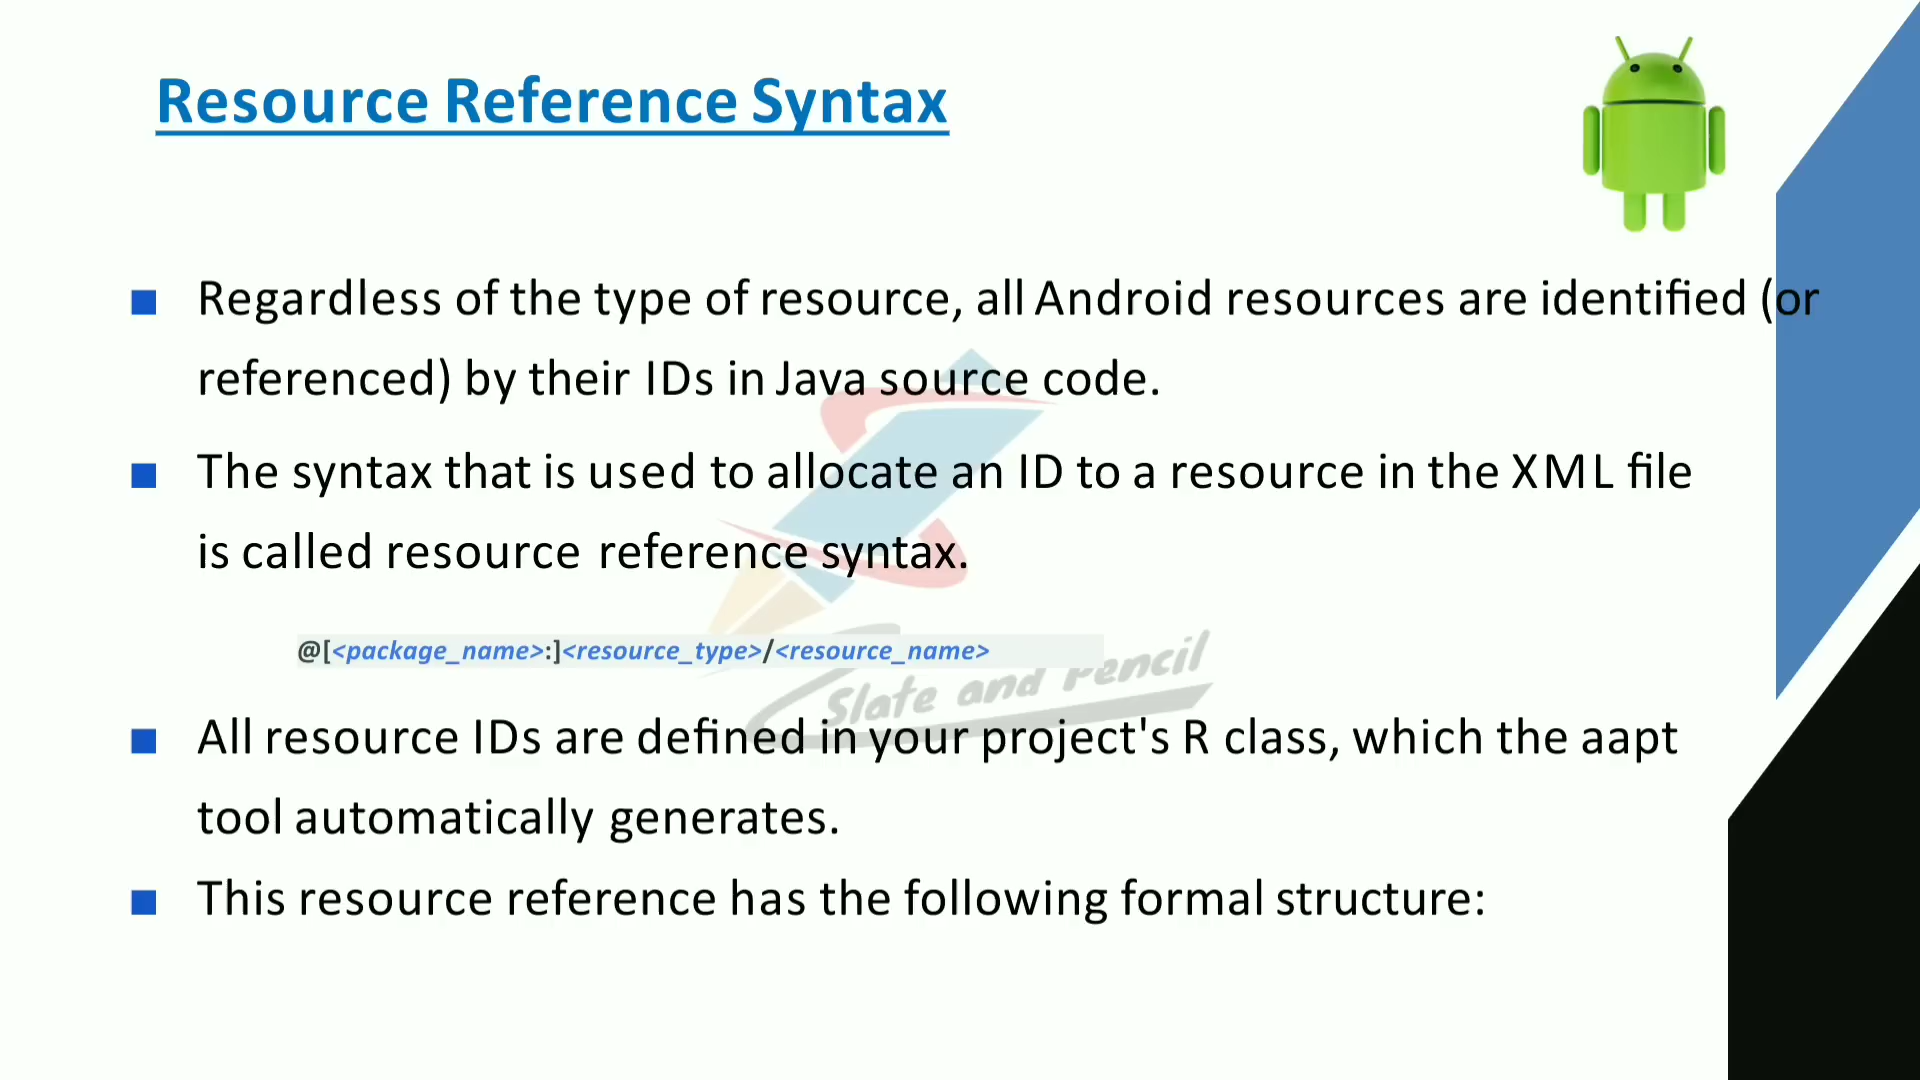 Resource Reference Syntax
Regardless of the type of resource, all Android resources are identified (or
referenced) by their IDs in Java source code.
The syntax that is used to allocate an ID to a resource in the XML file
is called resource reference syntax.
@[<package_name>:]<resource_type>/<resource_name>
Slate and Pencil
All resource IDs are defined in your project's R class, which the aapt
tool automatically generates.
This resource reference has the following formal structure: